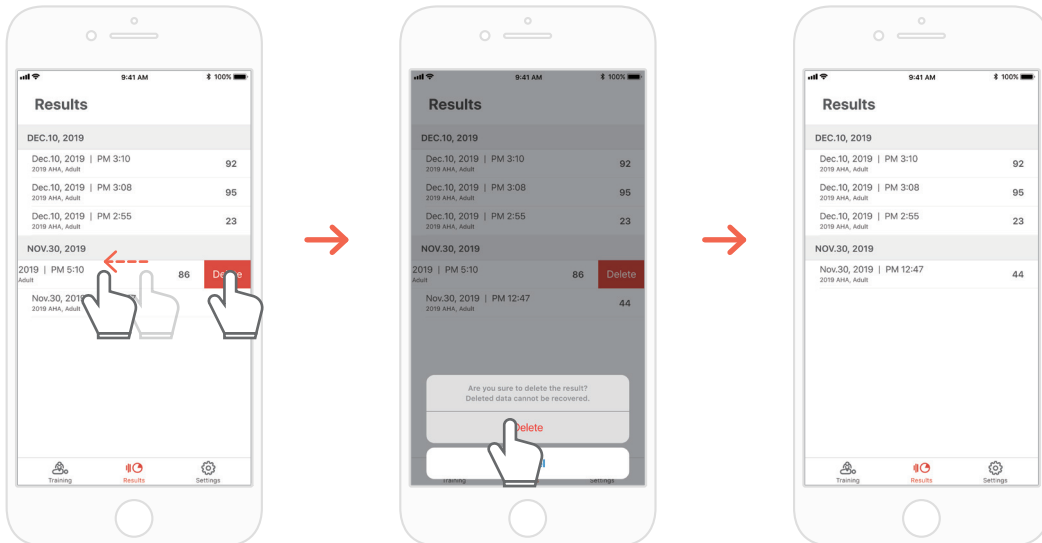 9:41 AM 100%
Results
DEC.10, 2019
Dec.10, 2019 | PM 3:10
2019 AHA, Adult
92
Dec.10, 2019 | PM 3:08
2019 AHA, Adult
95
Dec.10, 2019 | PM 2:55
2019 AHA, Adult
23
NOV.30, 2019
2019 | PM 5:10
Adult
86
Nov.30,
2019 AHA, Adult
Training Results Settings
9:41 AM 100%
Results
DEC.10, 2019
Dec.10, 2019 | PM 3:10
2019 AHA, Adult
92
Dec.10, 2019 | PM 3:08
2019 AHA, Adult
95
Dec.10, 2019 | PM 2:55
2019 AHA, Adult
23
NOV.30, 2019
2019 | PM 5:10
Adult
86 Delete
Nov.30, 2019 | PM 12:47
2019 AHA, Adult
44
Are you sure to delete the result?
Deleted data cannot be recovered.
Delete
Training Settings
9:41 AM 100%
Results
DEC.10, 2019
Dec.10, 2019 | PM 3:10
2019 AHA, Adult
92
Dec.10, 2019 | PM 3:08
2019 AHA, Adult
95
Dec.10, 2019 | PM 2:55
2019 AHA, Adult
23
NOV.30, 2019
Nov.30, 2019 | PM 12:47
2019 AHA, Adult
44
Training Results Settings